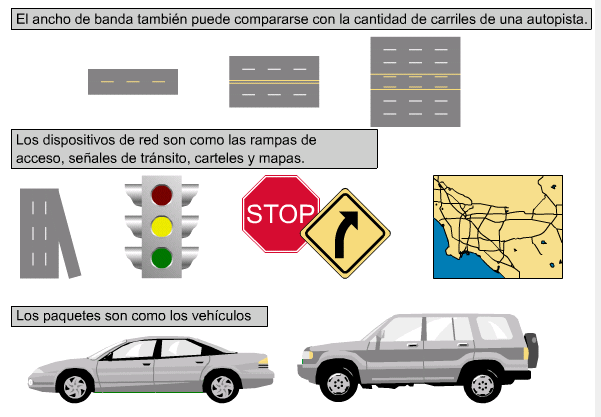 El ancho de banda también puede compararse con la cantidad de carriles de una autopista.
Los dispositivos de red son como las rampas de
acceso, señales de tránsito, carteles y mapas.
STOP
Los paquetes son como los vehículos